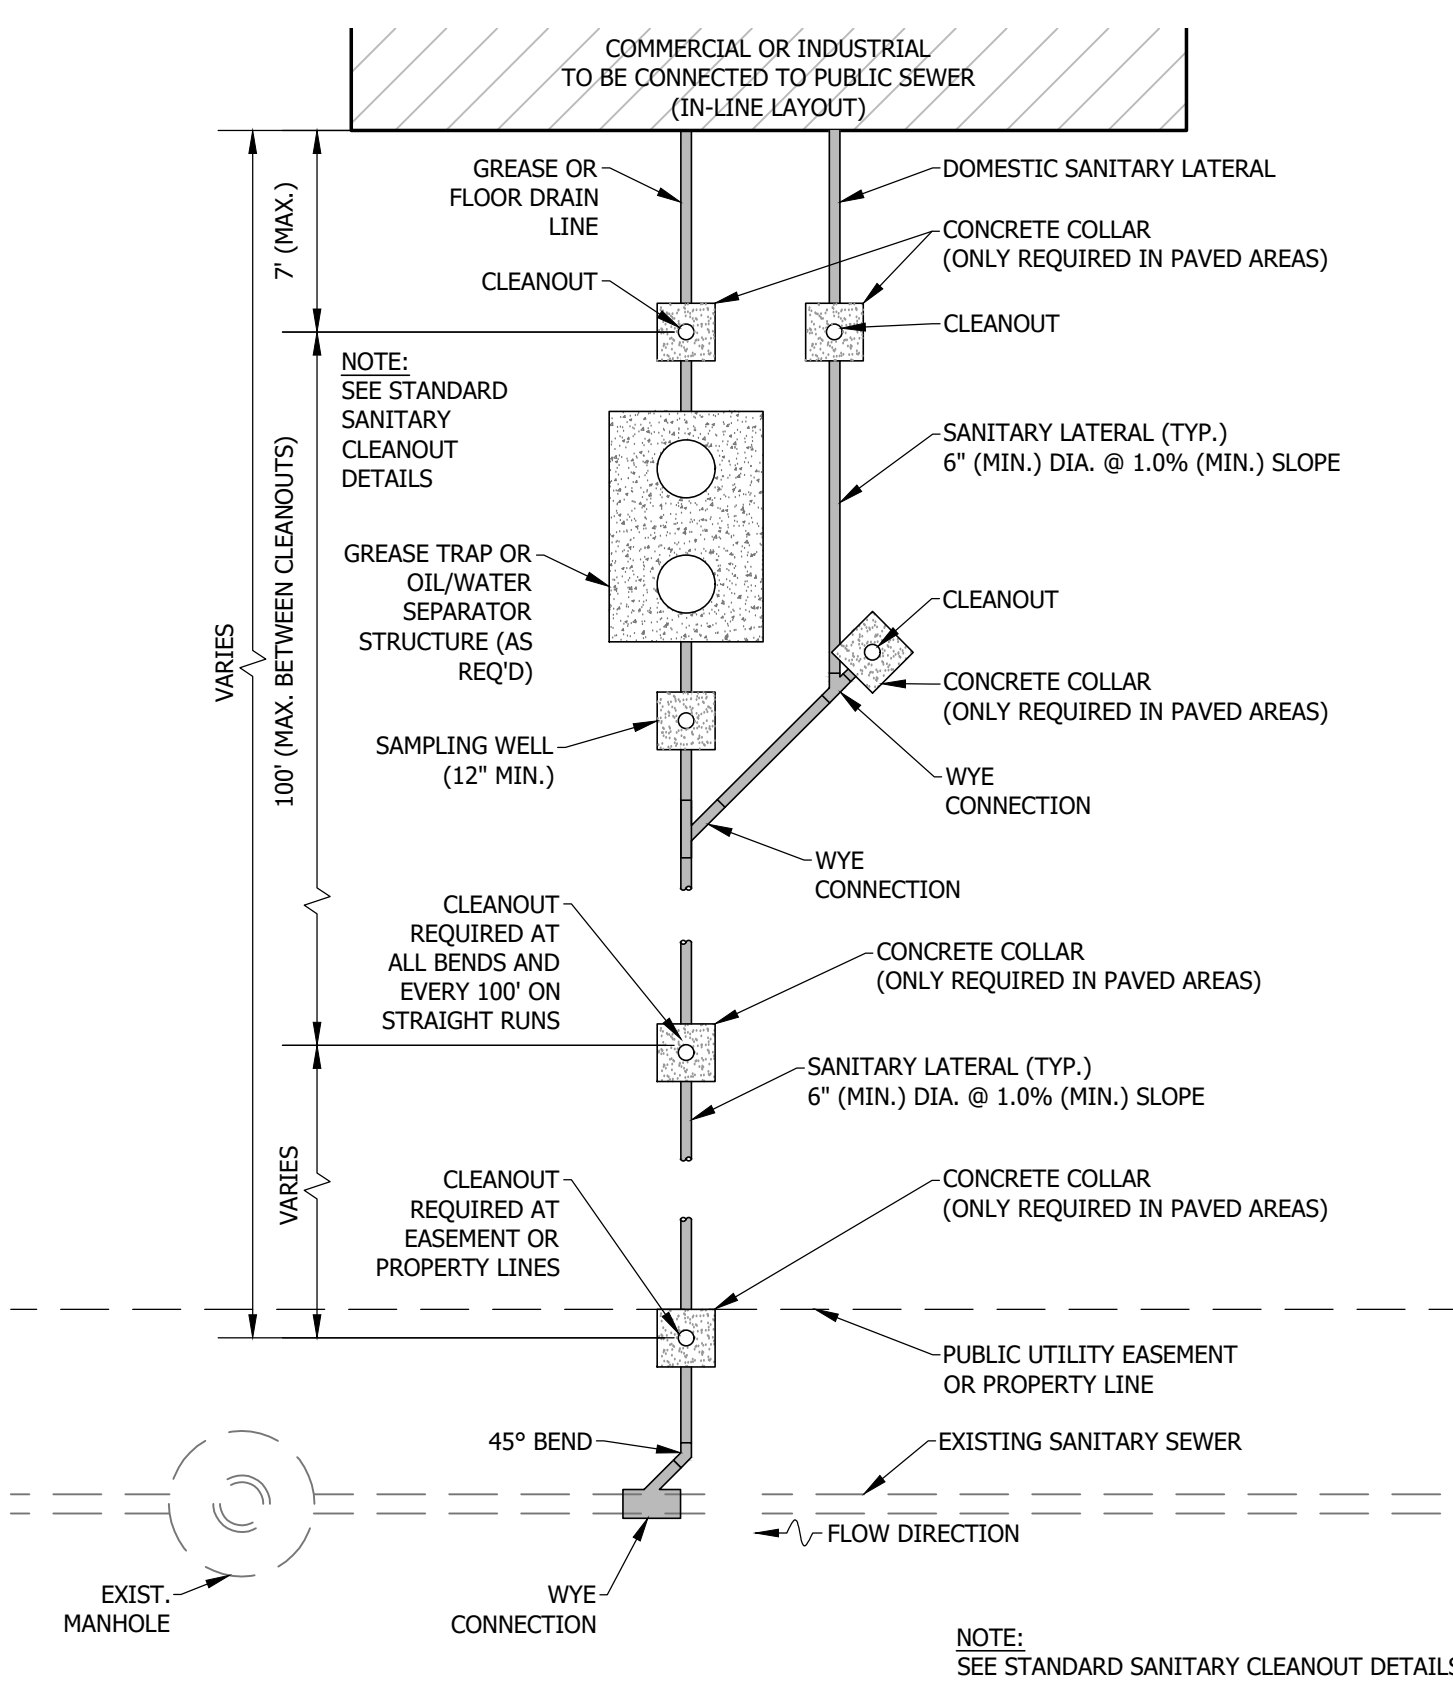 COMMERCIAL OR INDUSTRIAL
TO BE CONNECTED TO PUBLIC SEWER
(IN-LINE LAYOUT)
GREASE OR
FLOOR DRAIN
LINE
DOMESTIC SANITARY LATERAL
7' (MAX.)
CONCRETE COLLAR
(ONLY REQUIRED IN PAVED AREAS)
CLEANOUT
CLEANOUT
NOTE:
SEE STANDARD
SANITARY
CLEANOUT
DETAILS
SANITARY LATERAL (TYP.)
6" (MIN.) DIA. @ 1.0% (MIN.) SLOPE
100' (MAX. BETWEEN CLEANOUTS)
GREASE TRAP OR
OIL/WATER
SEPARATOR
STRUCTURE (AS
REQ'D)
CLEANOUT
VARIES
CONCRETE COLLAR
(ONLY REQUIRED IN PAVED AREAS)
SAMPLING WELL
(12" MIN.)
WYE
CONNECTION
WYE
CONNECTION
CLEANOUT
REQUIRED AT
ALL BENDS AND
EVERY 100' ON
STRAIGHT RUNS
CONCRETE COLLAR
(ONLY REQUIRED IN PAVED AREAS)
SANITARY LATERAL (TYP.)
6" (MIN.) DIA. @ 1.0% (MIN.) SLOPE
VARIES
CLEANOUT
REQUIRED AT
EASEMENT OR
PROPERTY LINES
CONCRETE COLLAR
(ONLY REQUIRED IN PAVED AREAS)
PUBLIC UTILITY EASEMENT
OR PROPERTY LINE
45° BEND
EXISTING SANITARY SEWER
FLOW DIRECTION
EXIST.
MANHOLE
WYE
CONNECTION
NOTE:
SEE STANDARD SANITARY CLEANOUT DETAILS